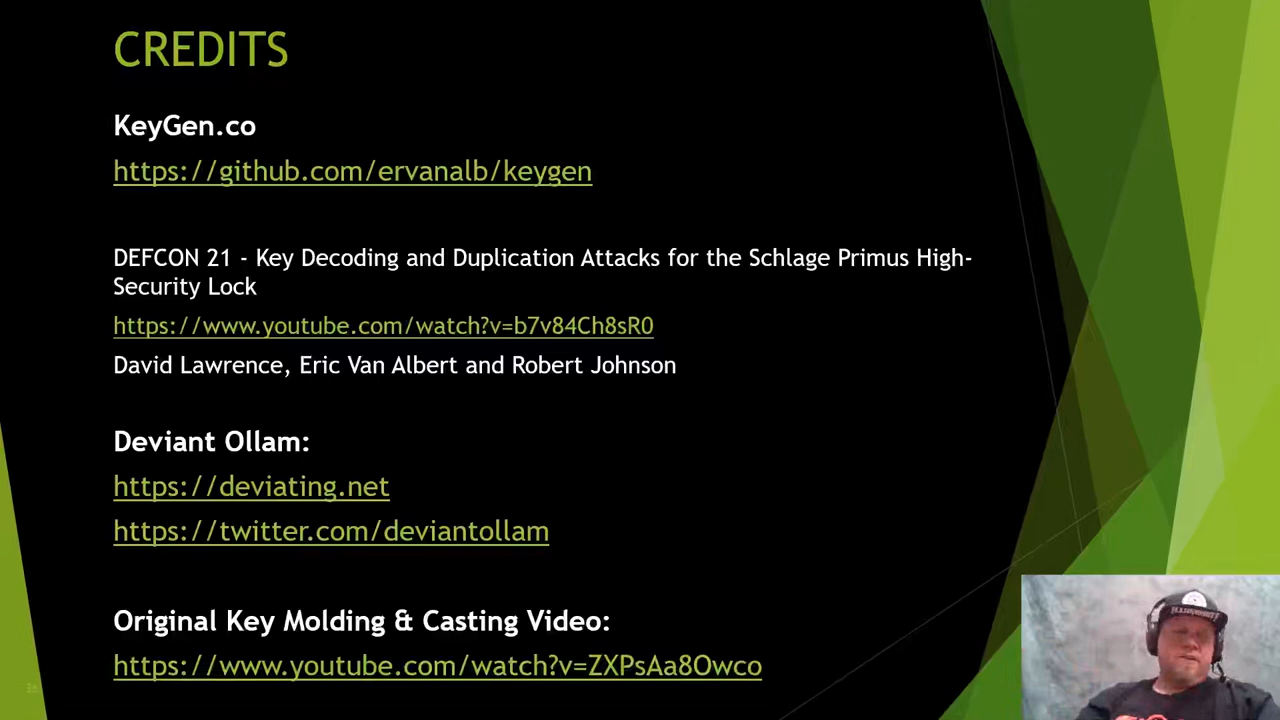 CREDITS
KeyGen.co
https://github.com/ervanalb/keygen
DEFCON 21 - Key Decoding and Duplication Attacks for the Schlage Primus High-
Security Lock
https://www.youtube.com/watch?v=b7v84Ch8sR0
David Lawrence, Eric Van Albert and Robert Johnson
Deviant Ollam:
https://deviating.net
https://twitter.com/deviantollam
Original Key Molding & Casting Video:
https://www.youtube.com/watch?v=ZXPsAa8Owco